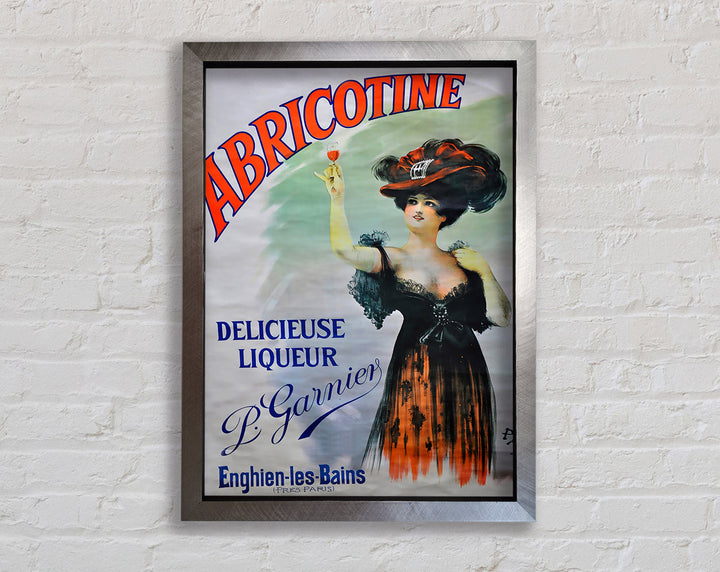 ABRICOTINE
DELICIEUSE
LIQUEUR
P. Garnier
Enghien-les-Bains
(PRES PARIS)